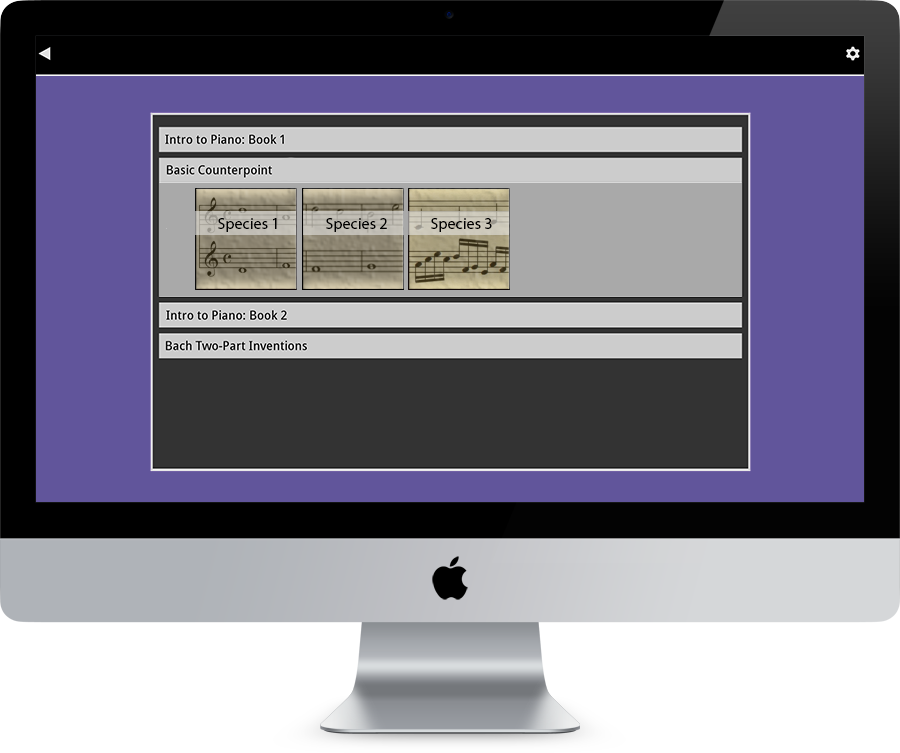 Intro to Piano: Book 1
Basic Counterpoint
Species 1
Species 2
Species 3
Intro to Piano: Book 2
Bach Two-Part Inventions